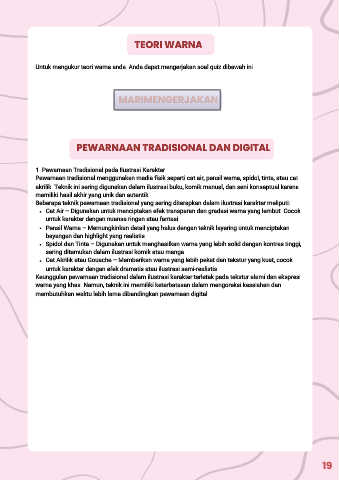 TEORI WARNA
Untuk mengukur teori warna anda. Anda dapat mengerjakan soal quiz dibawah ini
MARIMENGERJAKAN
PEWARNAAN TRADISIONAL DAN DIGITAL
1. Pewarnaan Tradisional pada Ilustrasi Karakter
Pewarnaan tradisional menggunakan media fisik seperti cat air, pensil warna, spidol, tinta, atau cat
akrilik. Teknik ini sering digunakan dalam ilustrasi buku, komik manual, dan seni konseptual karena
memiliki hasil akhir yang unik dan autentik.
Beberapa teknik pewarnaan tradisional yang sering diterapkan dalam ilustrasi karakter meliputi:
• Cat Air – Digunakan untuk menciptakan efek transparan dan gradasi warna yang lembut. Cocok
untuk karakter dengan nuansa ringan atau fantasi.
• Pensil Warna – Memungkinkan detail yang halus dengan teknik layering untuk menciptakan
bayangan dan highlight yang realistis.
• Spidol dan Tinta – Digunakan untuk menghasilkan warna yang lebih solid dengan kontras tinggi,
sering ditemukan dalam ilustrasi komik atau manga.
• Cat Akrilik atau Gouache – Memberikan warna yang lebih pekat dan tekstur yang kuat, cocok
untuk karakter dengan efek dramatis atau ilustrasi semi-realistis.
Keunggulan pewarnaan tradisional dalam ilustrasi karakter terletak pada tekstur alami dan ekspresi
warna yang khas. Namun, teknik ini memiliki keterbatasan dalam mengoreksi kesalahan dan
membutuhkan waktu lebih lama dibandingkan pewarnaan digital.
19